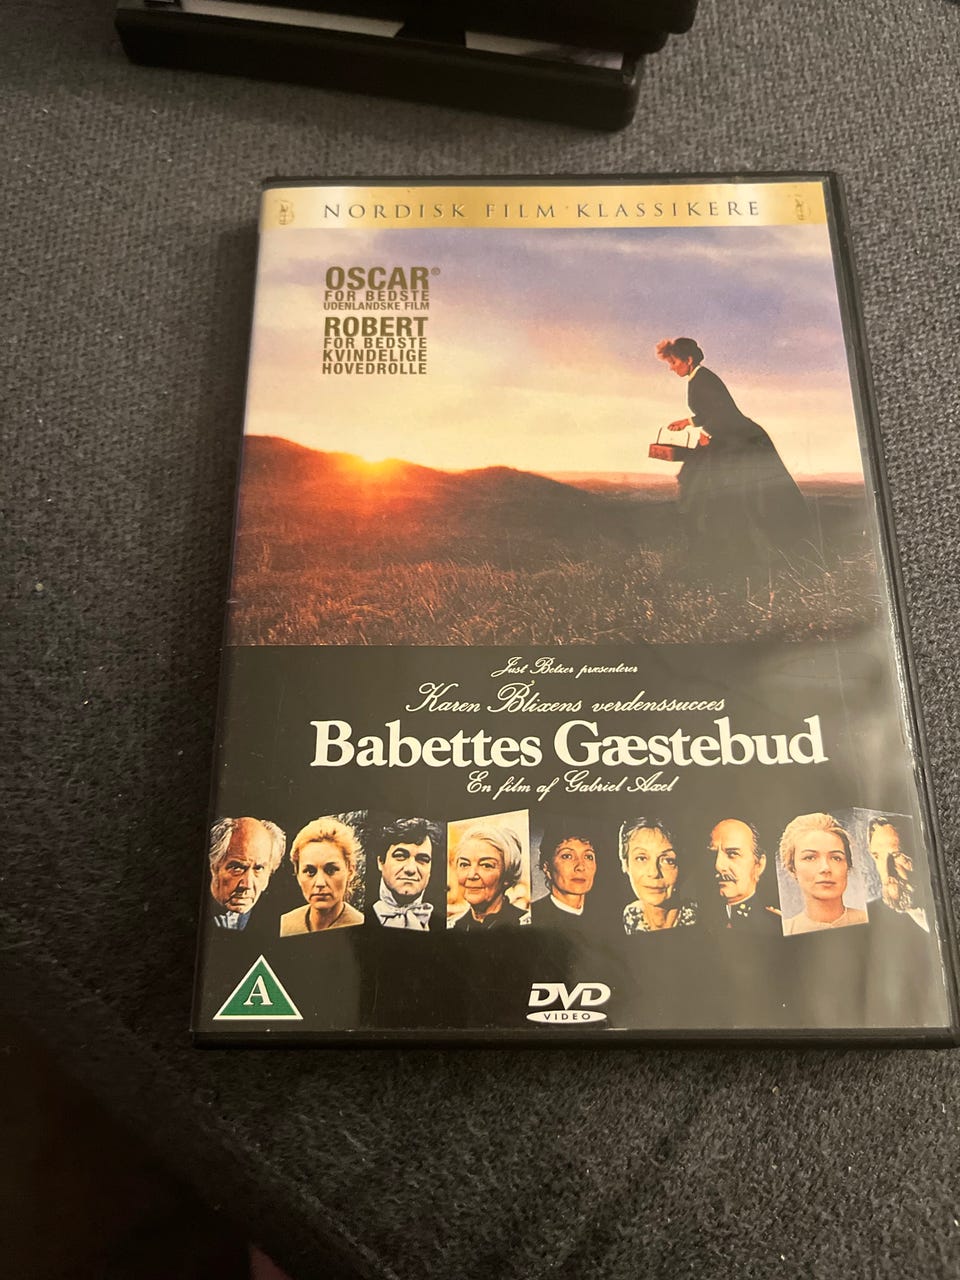 NORDISK FILM KLASSIKERE
OSCAR®
FOR BEDSTE
UDENLANDSKE FILM
ROBERT
FOR BEDSTE
KVINDELIGE
HOVEDROLLE
Just Betzer præsenterer
Karen Blixens verdenssucces
Babettes Gæstebud
En film af Gabriel Axel
A
DVD
VIDEO